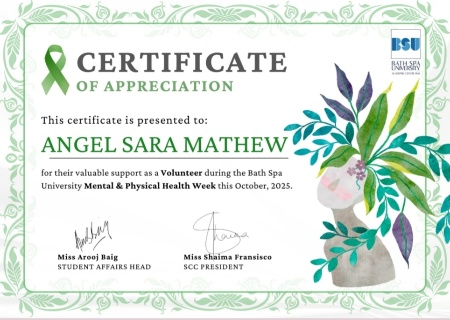 CERTIFICATE
OF APPRECIATION
BSU
BATH SPA
UNIVERSITY
This certificate is presented to:
ANGEL SARA MATHEW
for their valuable support as a Volunteer during the Bath Spa
University Mental & Physical Health Week this October, 2025.
Shaima
Miss Arooj Baig
STUDENT AFFAIRS HEAD
Miss Shaima Fransisco
SCC PRESIDENT